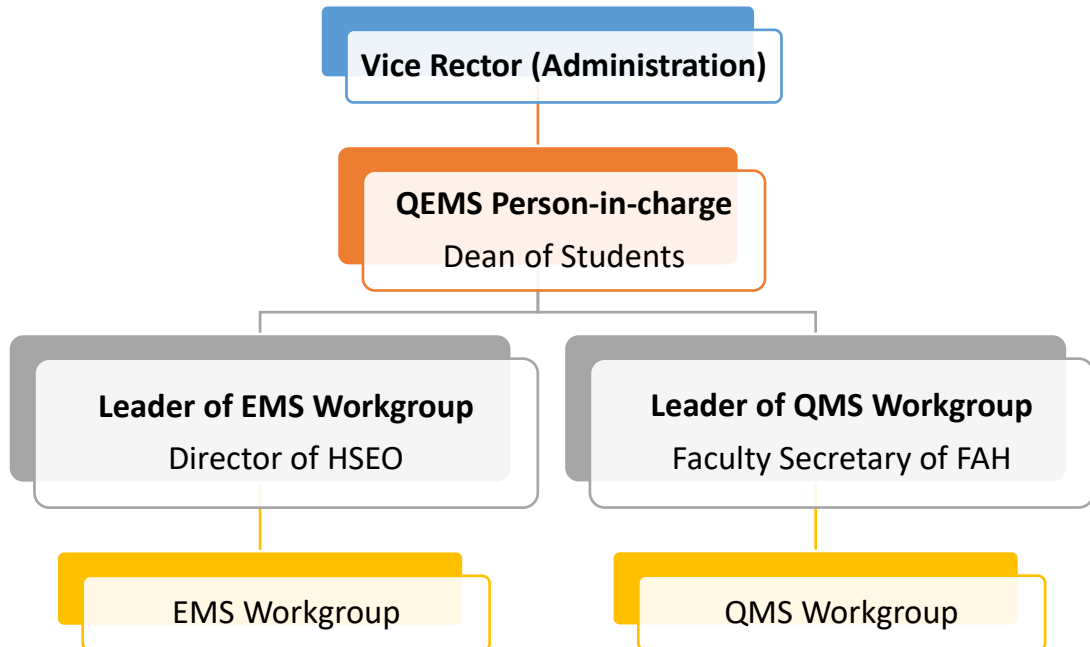 Vice Rector (Administration)
QEMS Person-in-charge
Dean of Students
Leader of EMS Workgroup
Director of HSEO
Leader of QMS Workgroup
Faculty Secretary of FAH
EMS Workgroup
QMS Workgroup